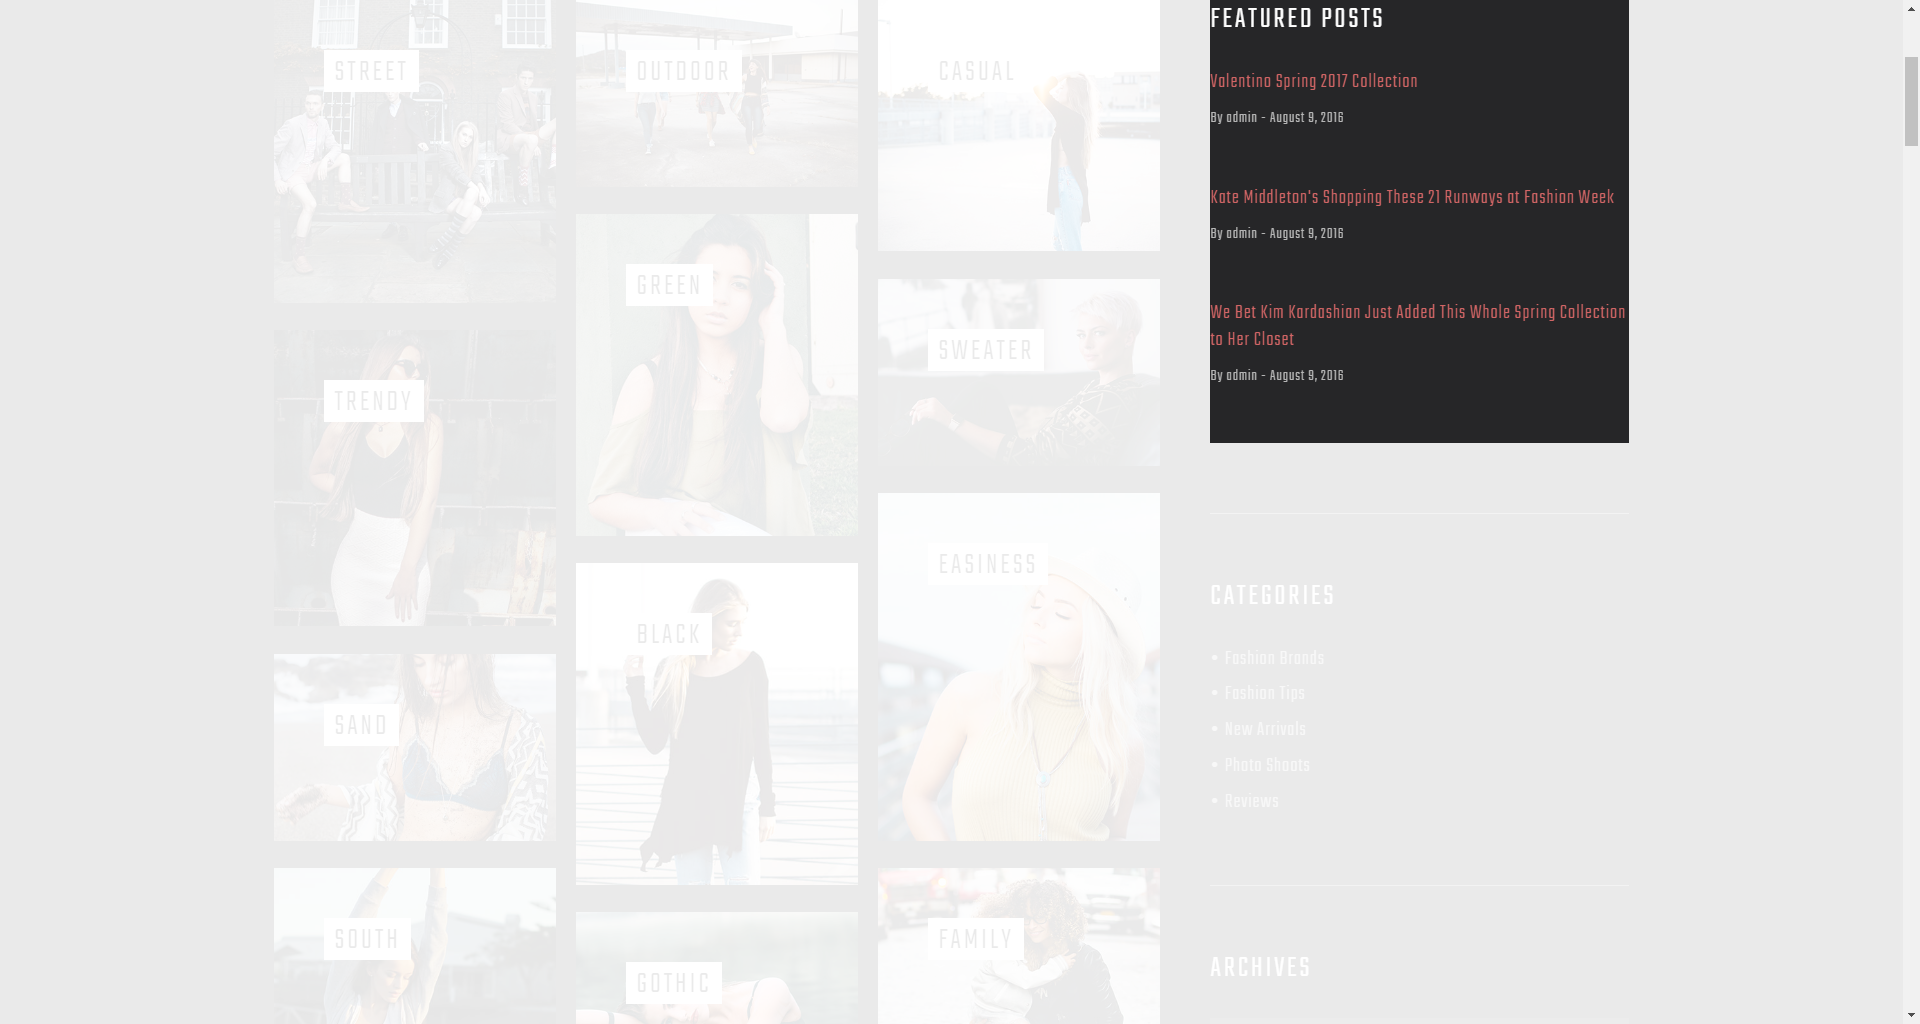 STREET
OUTDOOR
CASUAL
GREEN
SWEATER
TRENDY
EASINESS
BLACK
SAND
SOUTH
FAMILY
GOTHIC
FEATURED POSTS
Valentino Spring 2017 Collection
By admin - August 9, 2016
Kate Middleton's Shopping These 21 Runways at Fashion Week
By admin - August 9, 2016
We Bet Kim Kardashian Just Added This Whole Spring Collection
to Her Closet
By admin - August 9, 2016
CATEGORIES
Fashion Brands
Fashion Tips
New Arrivals
Photo Shoots
Reviews
ARCHIVES